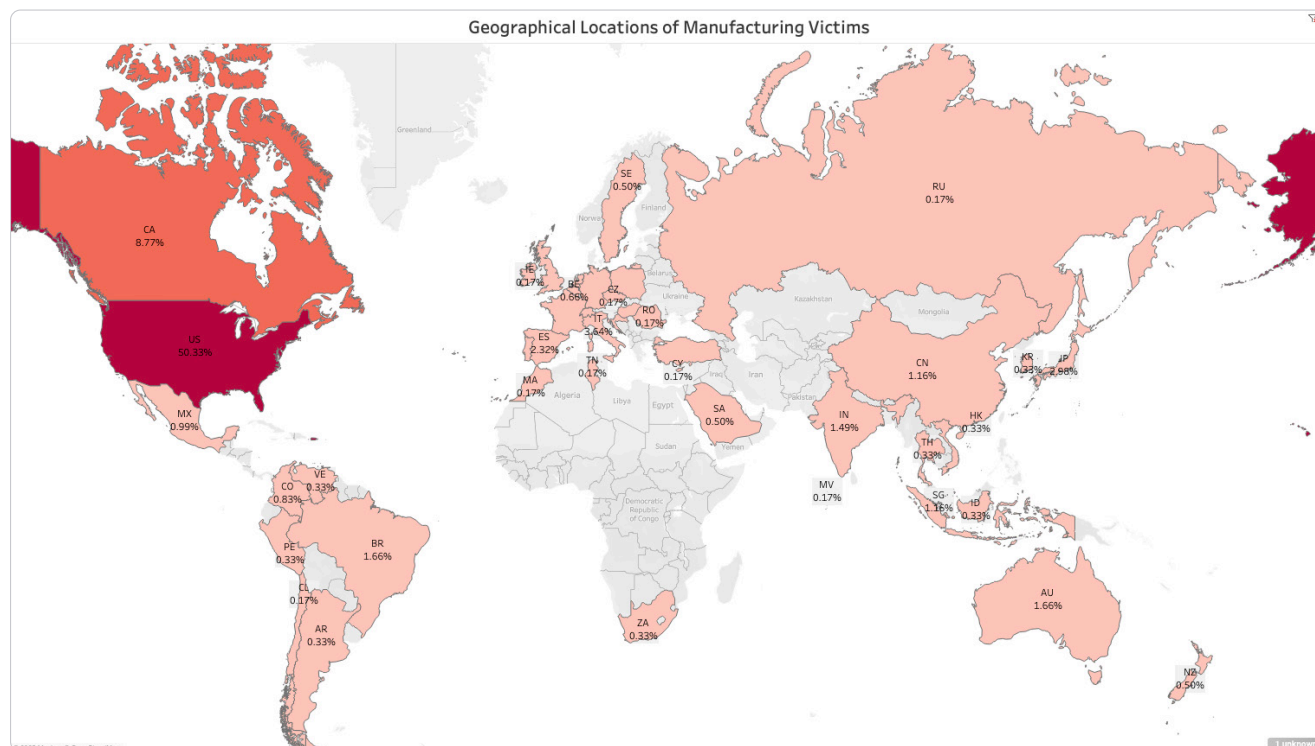 Geographical Locations of Manufacturing Victims
Greenland
CA
8.77%
US
50.33%
MX
0.99%
VE
0.33%
CO
0.83%
PE
0.33%
BR
1.66%
CL
0.17%
AR
0.33%
SE
0.50%
Norway
Finland
RU
0.17%
IE
0.17%
BE
0.66%
CZ
0.17%
Belarus
Ukraine
IT
3.64%
RO
0.17%
ES
2.32%
TN
0.17%
CY
0.17%
MA
0.17%
Kazakhstan
Mongolia
Iraq
Iran
Pakistan
Algeria
Libya
Egypt
SA
0.50%
Sudan
Yemen
Democratic
Republic
of Congo
ZA
0.33%
CN
1.16%
KR
0.33%
JP
2.98%
IN
1.49%
HK
0.33%
TH
0.33%
MV
0.17%
SG
1.16%
ID
0.33%
AU
1.66%
NZ
0.50%
1 unknown